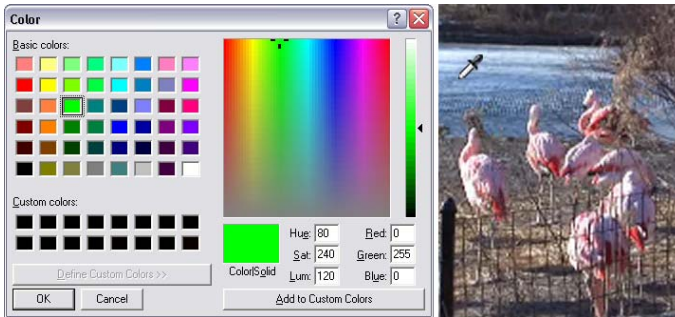 Color
Basic colors:
Custom colors:
Define Custom Colors >>
OK
Cancel
Color|Solid
Hue: 80
Sat: 240
Lum: 120
Red: 0
Green: 255
Blue: 0
Add to Custom Colors